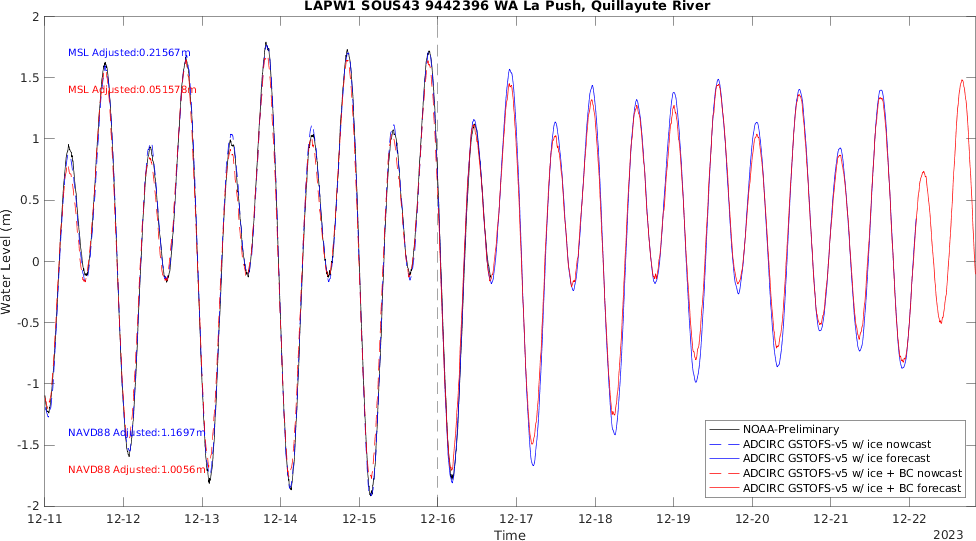 LAPW1 SOUS43 9442396 WA La Push, Quillayute River
2
1.5
1
0.5
0
-0.5
-1
-1.5
-2
Water Level (m)
MSL Adjusted:0.21567m
MSL Adjusted:0.051578m
NAVD88 Adjusted:1.1697m
NAVD88 Adjusted:1.0056m
NOAA-Preliminary
ADCIRC GSTOFS-v5 w/ ice nowcast
ADCIRC GSTOFS-v5 w/ ice forecast
ADCIRC GSTOFS-v5 w/ ice + BC nowcast
ADCIRC GSTOFS-v5 w/ ice + BC forecast
12-11 12-12 12-13 12-14 12-15 12-16 12-17 12-18 12-19 12-20 12-21 12-22
Time
2023